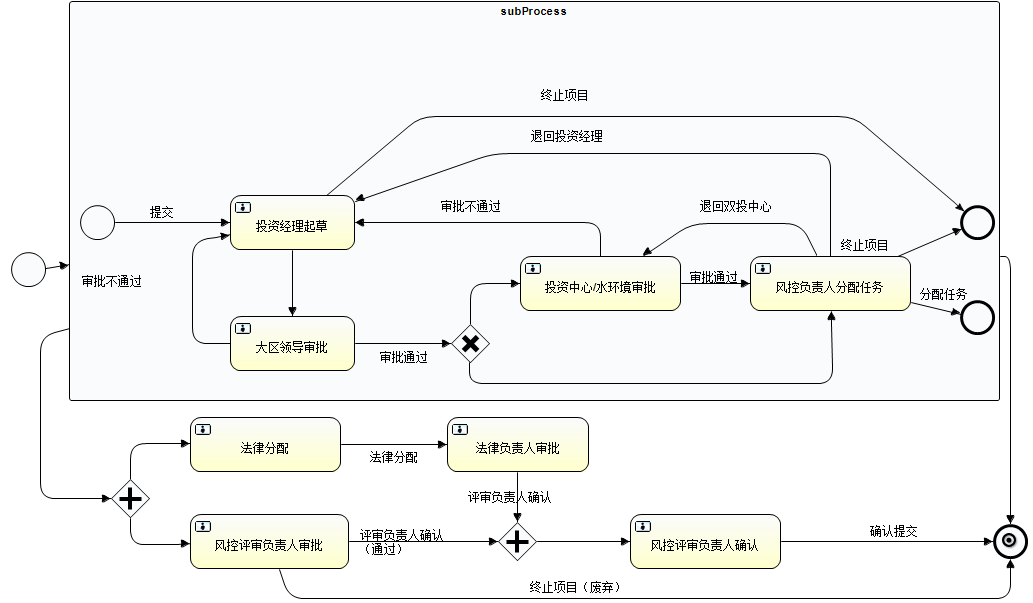 subProcess
终止项目
退回投资经理
提交
投资经理起草
审批不通过
退回双投中心
终止项目
审批不通过
投资中心/水环境审批
审批通过
风控负责人分配任务
分配任务
大区领导审批
审批通过
法律分配
法律分配
法律负责人审批
评审负责人确认
风控评审负责人审批
评审负责人确认
（通过）
风控评审负责人确认
确认提交
终止项目（废弃）